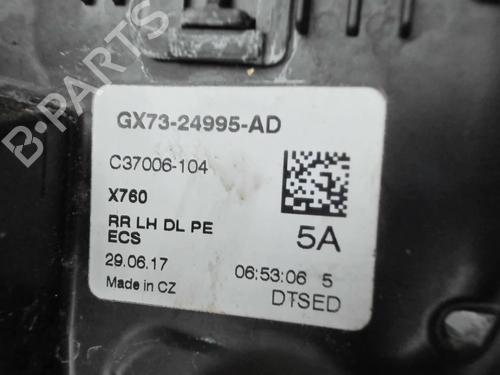 GX73-24995-AD
C37006-104
X760
RR LH DL PE
ECS
5A
29.06.17
06:53:06 5
Made in CZ
DTSED